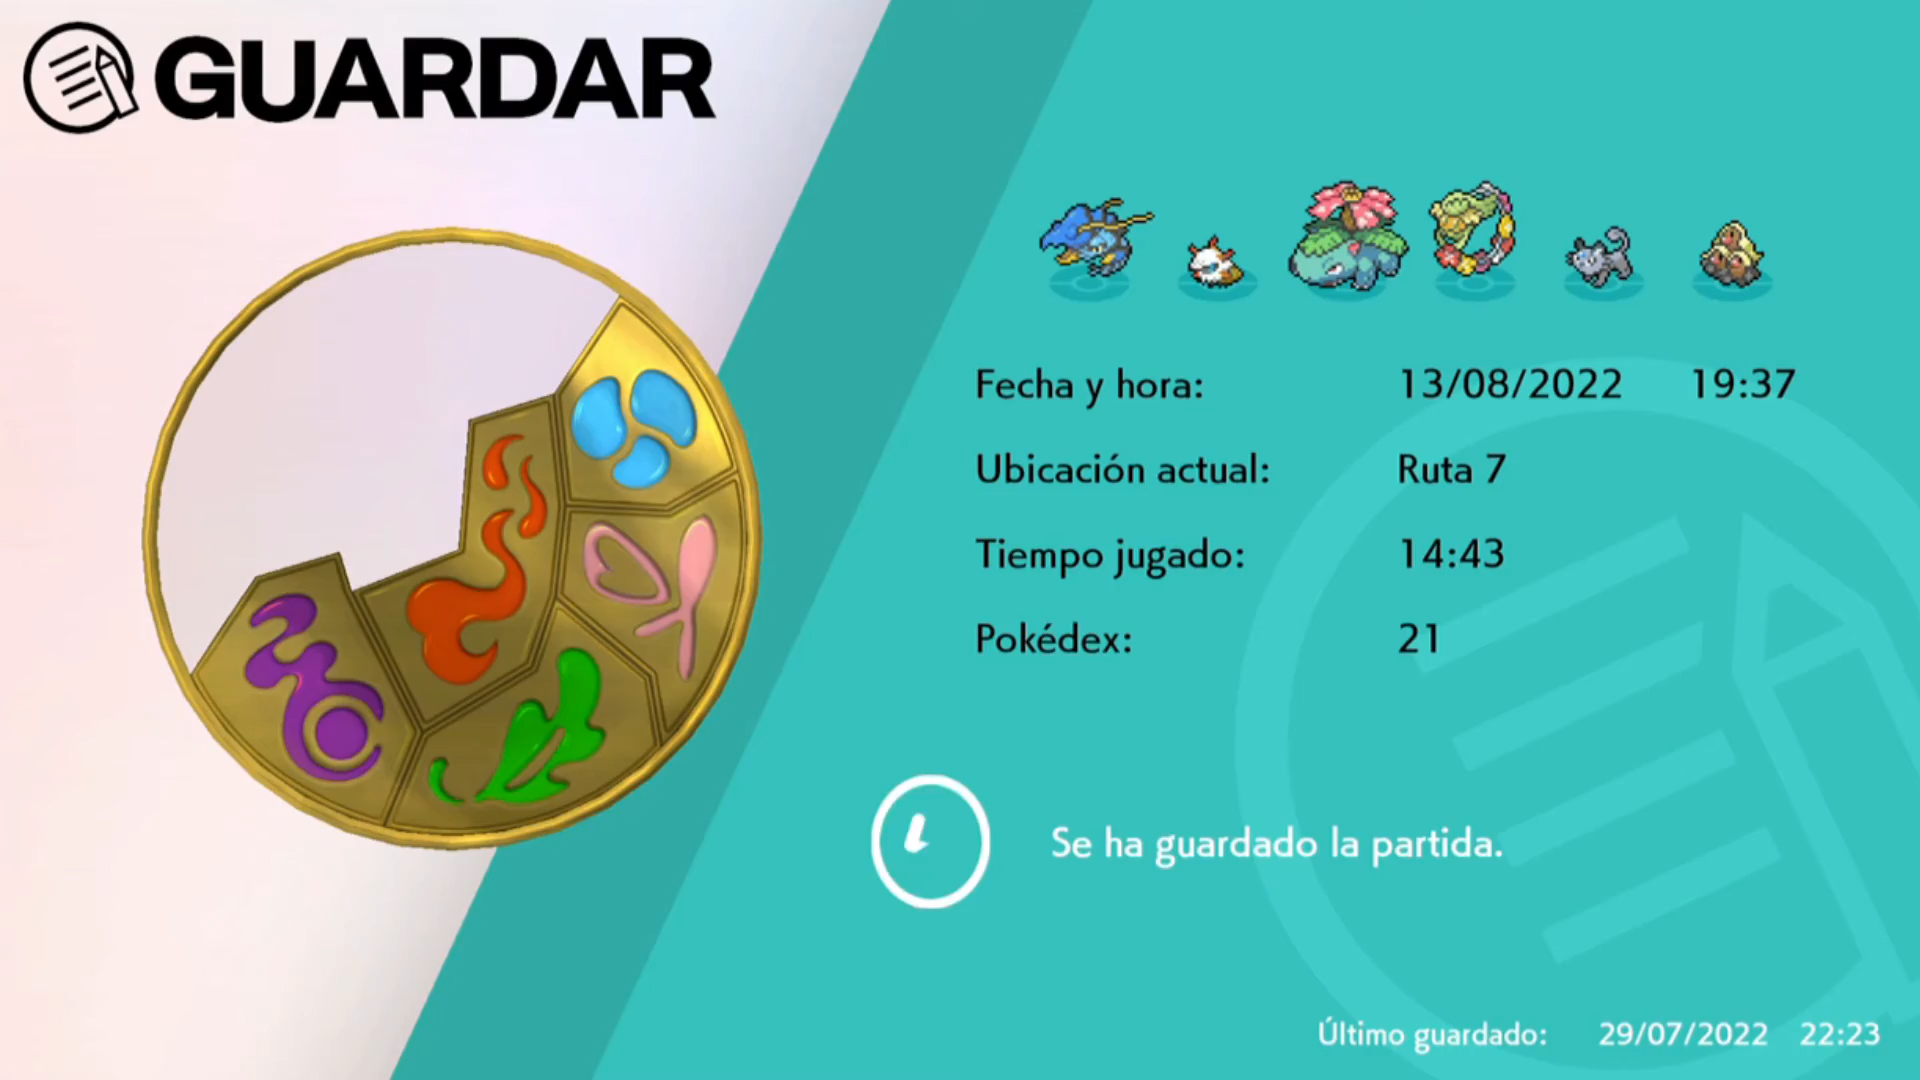 GUARDAR
Fecha y hora: 13/08/2022 19:37
Ubicación actual: Ruta 7
Tiempo jugado: 14:43
Pokédex: 21
Se ha guardado la partida.
Último guardado: 29/07/2022 22:23